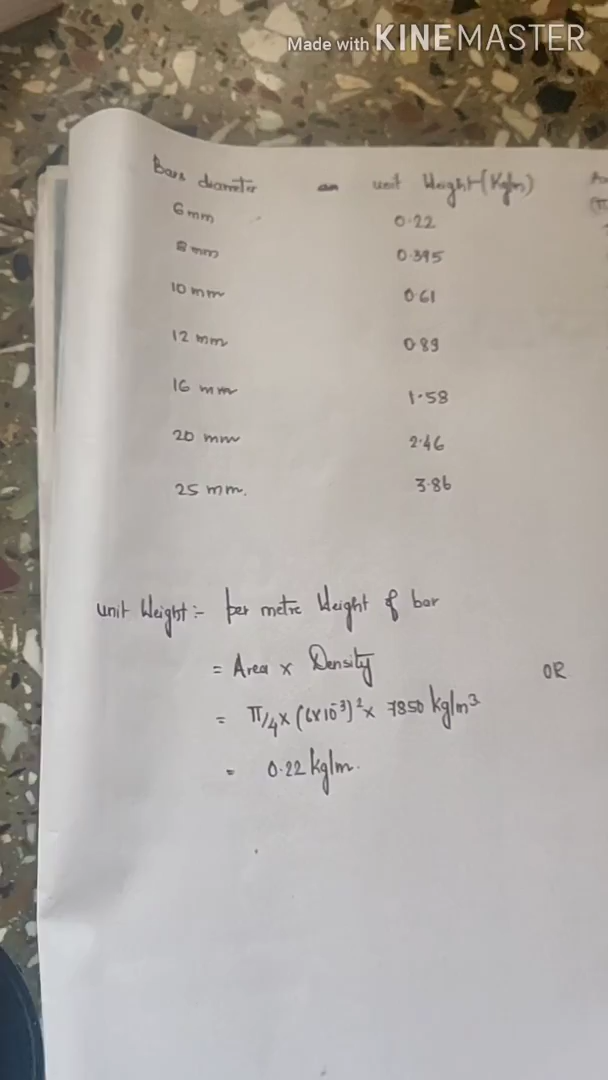 Made with KINEMASTER
Bars diameter unit Weight (Kg/m)
6mm 0.22
8mm 0.395
10 mm 0.61
12 mm 0.89
16 mm 1.58
20 mm 2.46
25 mm. 3.86
unit Weight :- per metre Weight of bar
= Area × Density
OR
= π/4 × (6×10⁻³)² × 7850 kg/m³
= 0.22 kg/m.